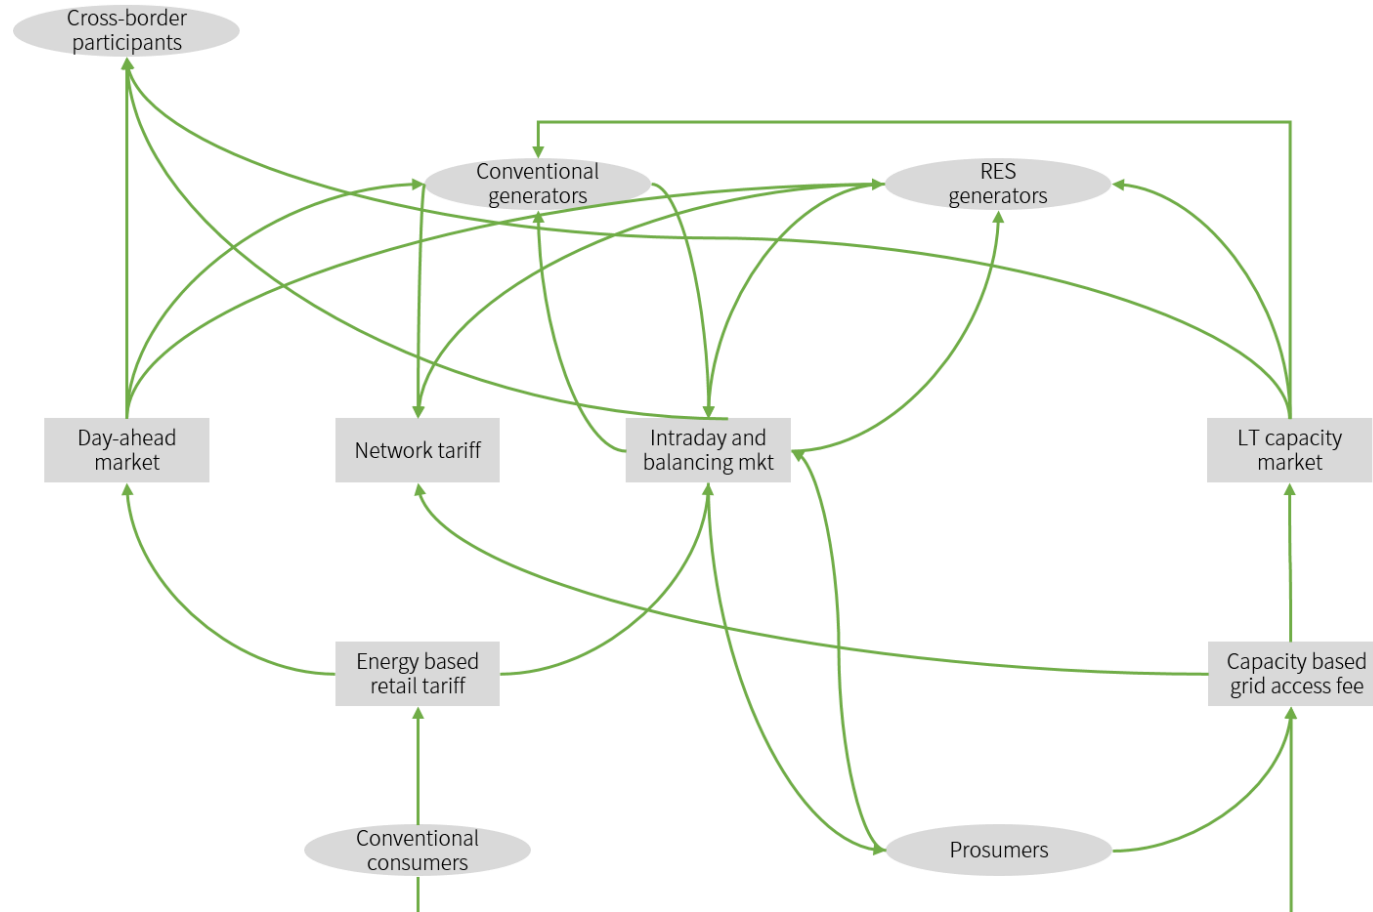 Cross-border
participants
Conventional
generators
RES
generators
Day-ahead
market
Network tariff
Intraday and
balancing mkt
LT capacity
market
Energy based
retail tariff
Capacity based
grid access fee
Conventional
consumers
Prosumers